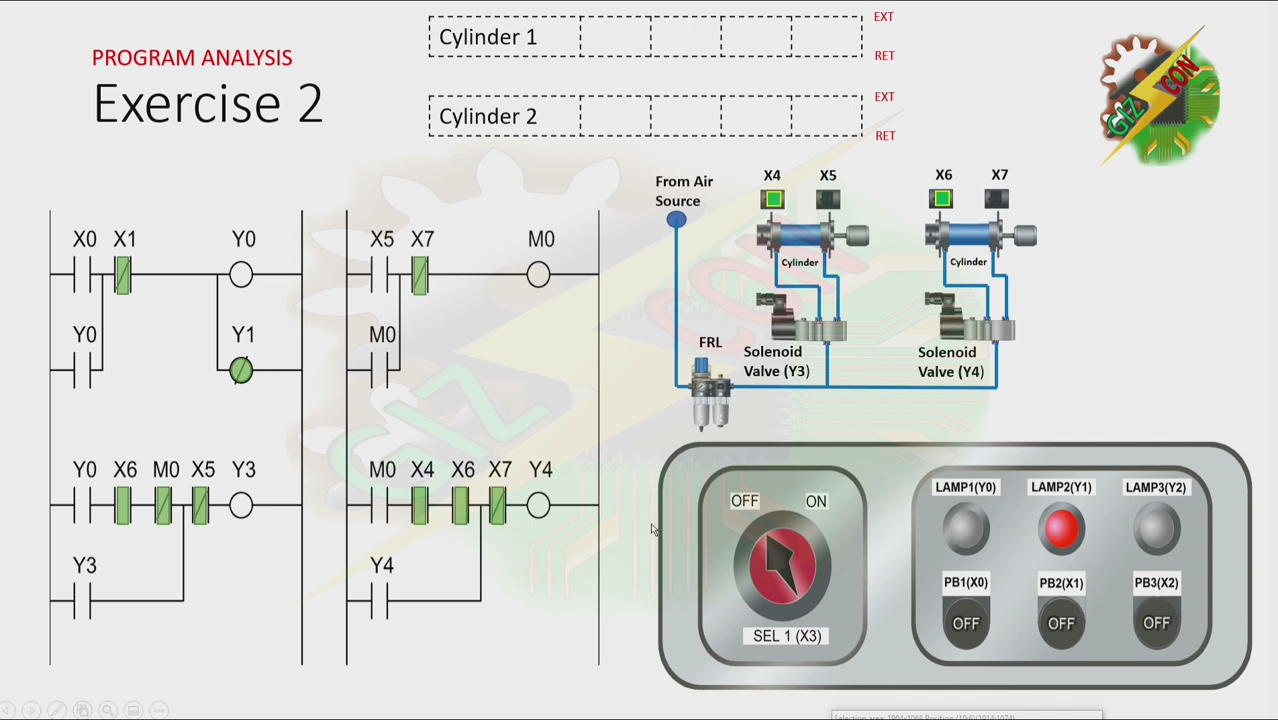 PROGRAM ANALYSIS
Exercise 2
Cylinder 1
EXT
RET
Cylinder 2
EXT
RET
GIZ CON
X0 X1 Y0
Y0 Y1
Y0 X6 M0 X5 Y3
Y3
X5 X7 M0
M0
M0 X4 X6 X7 Y4
Y4
From Air
Source
X4 X5 X6 X7
Cylinder Cylinder
FRL
Solenoid
Valve (Y3)
Solenoid
Valve (Y4)
OFF ON
SEL 1 (X3)
LAMP1(Y0) LAMP2(Y1) LAMP3(Y2)
PB1(X0) PB2(X1) PB3(X2)
OFF OFF OFF